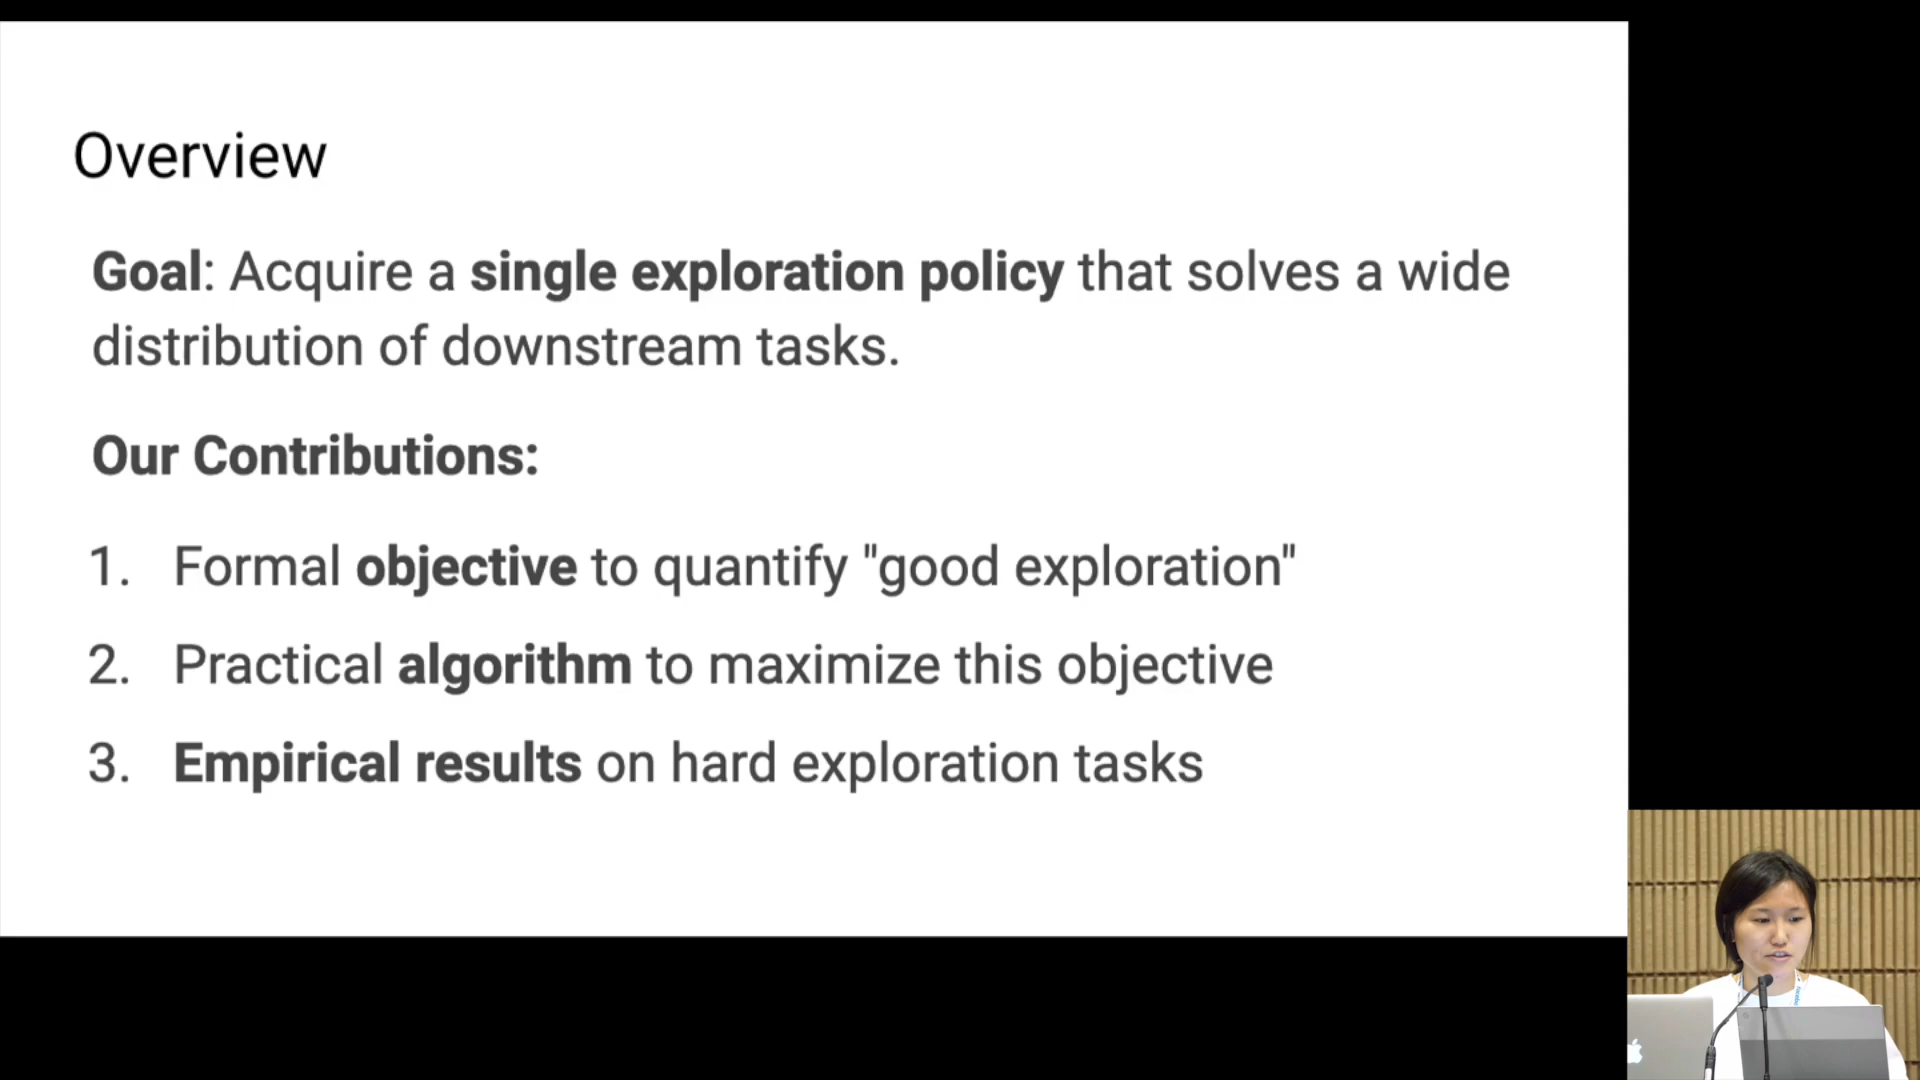 Overview
Goal: Acquire a single exploration policy that solves a wide
distribution of downstream tasks.
Our Contributions:
1. Formal objective to quantify "good exploration"
2. Practical algorithm to maximize this objective
3. Empirical results on hard exploration tasks